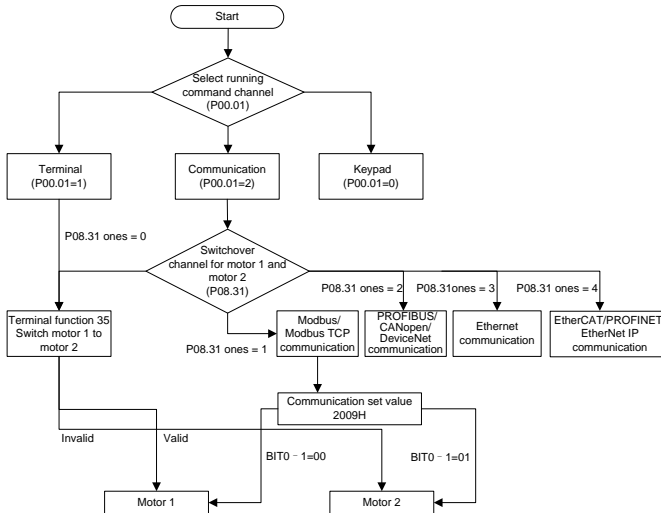 Start
Select running
command channel
(P00.01)
Terminal
(P00.01=1)
Communication
(P00.01=2)
Keypad
(P00.01=0)
P08.31 ones = 0
Switchover
channel for motor 1 and
motor 2
(P08.31)
P08.31 ones = 2
P08.31ones = 3
P08.31 ones = 4
Terminal function 35
Switch motor 1 to
motor 2
P08.31 ones = 1
Modbus/
Modbus TCP
communication
PROFIBUS/
CANopen/
DeviceNet
communication
Ethernet
communication
EtherCAT/PROFINET/
EtherNet IP
communication
Communication set value
2009H
Invalid
Valid
BIT0–1=00
BIT0–1=01
Motor 1
Motor 2